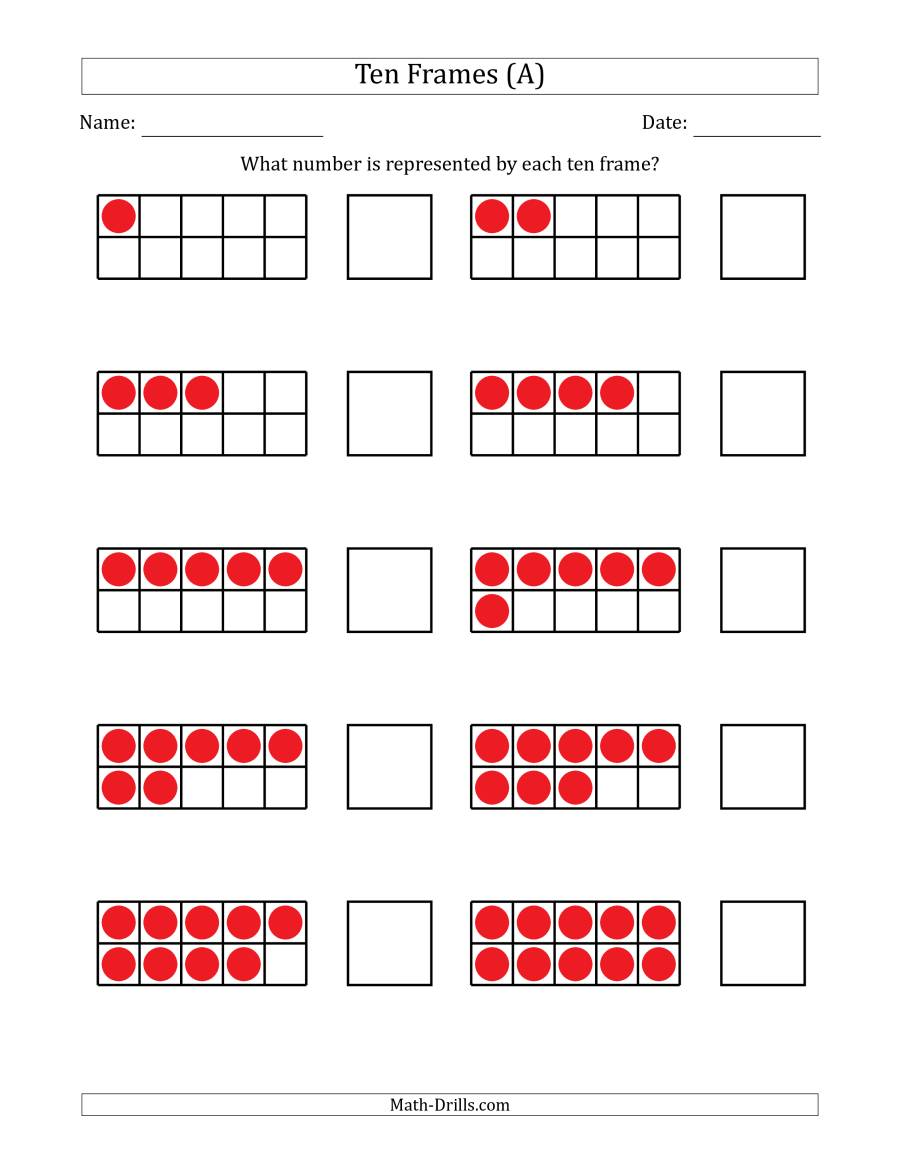 Ten Frames (A)
Name: Date:
What number is represented by each ten frame?
Math-Drills.com